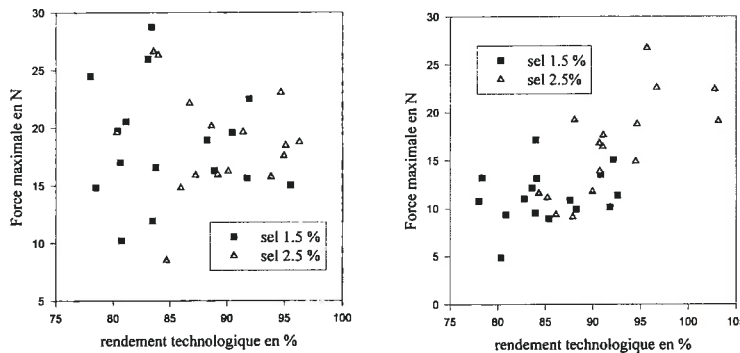 30
25
20
15
10
5
Force maximale en N
sel 1.5 %
sel 2.5 %
75 80 85 90 95 100
rendement technologique en %
30
25
20
15
10
5
0
Force maximale en N
sel 1.5 %
sel 2.5%
75 80 85 90 95 100 10
rendement technologique en %